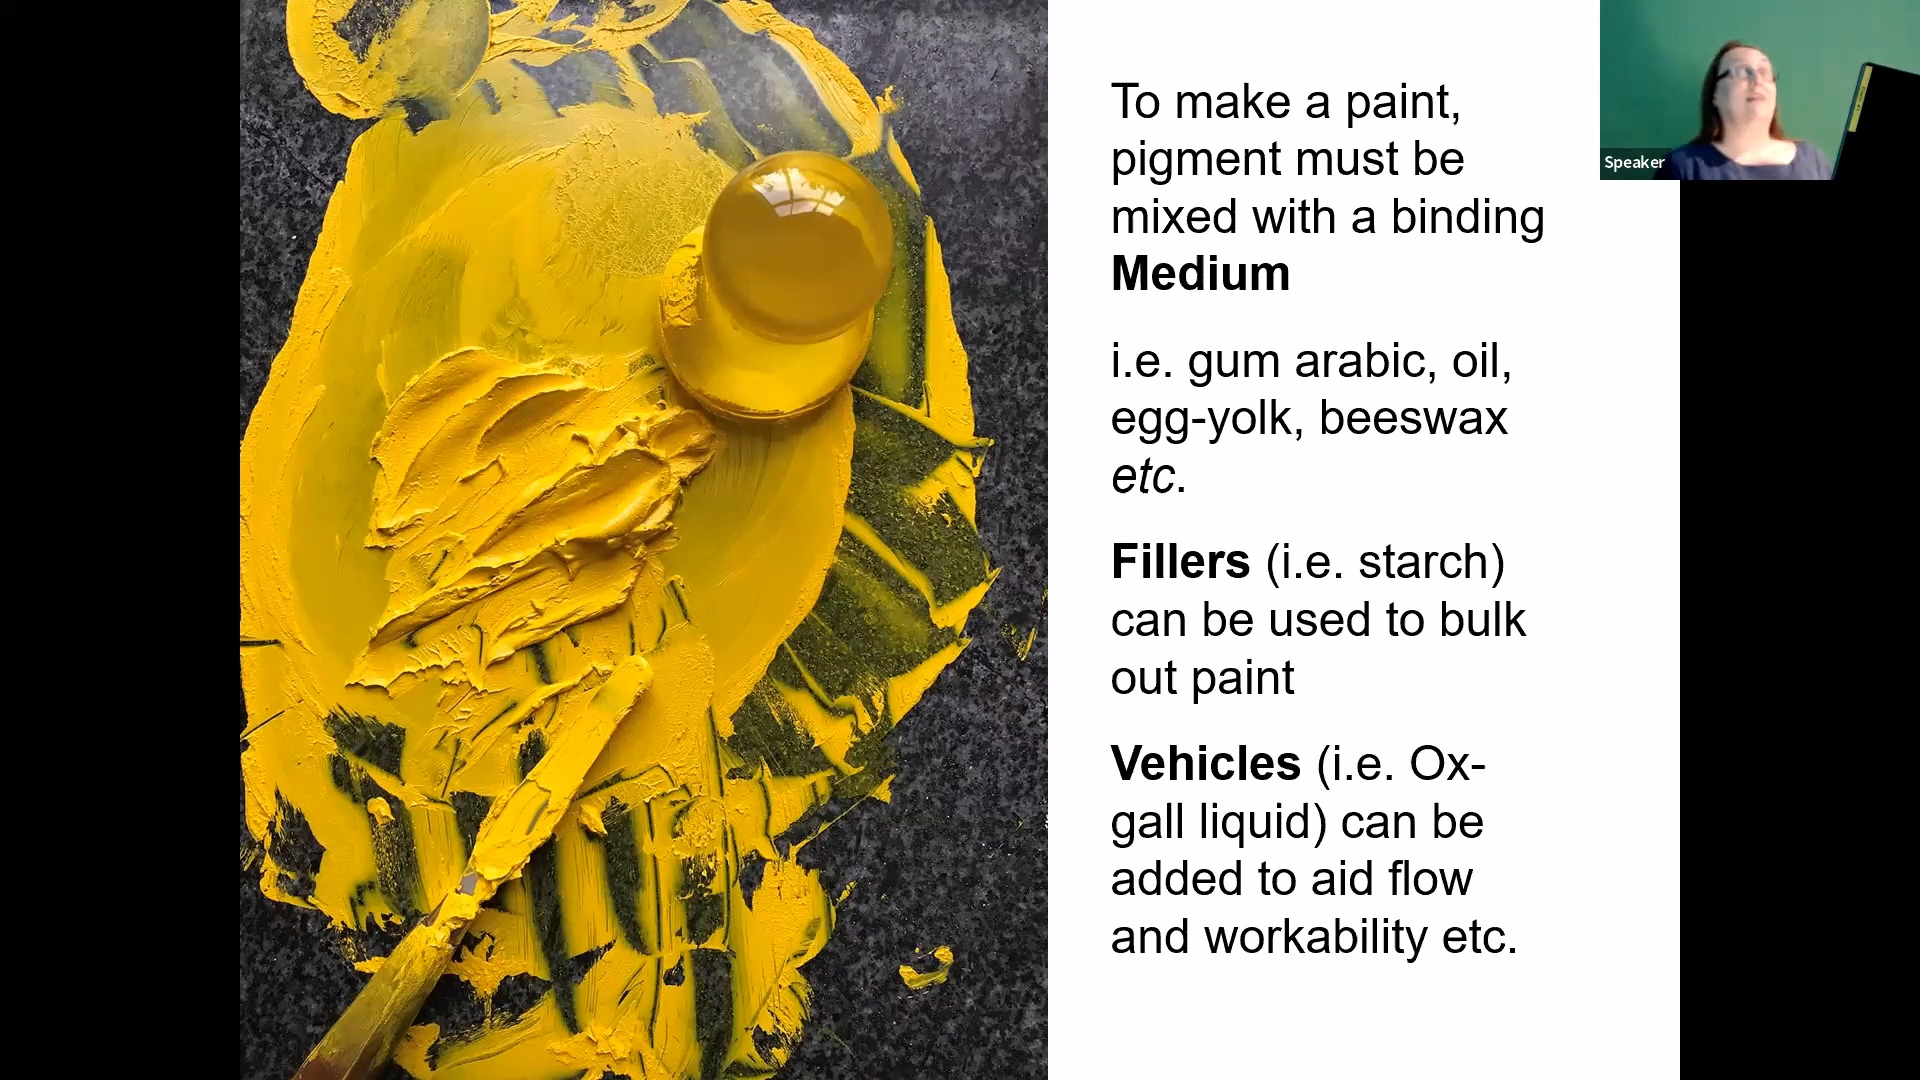 To make a paint,
pigment must be
mixed with a binding
Medium
i.e. gum arabic, oil,
egg-yolk, beeswax
etc.
Fillers (i.e. starch)
can be used to bulk
out paint
Vehicles (i.e. Ox-
gall liquid) can be
added to aid flow
and workability etc.
Speaker